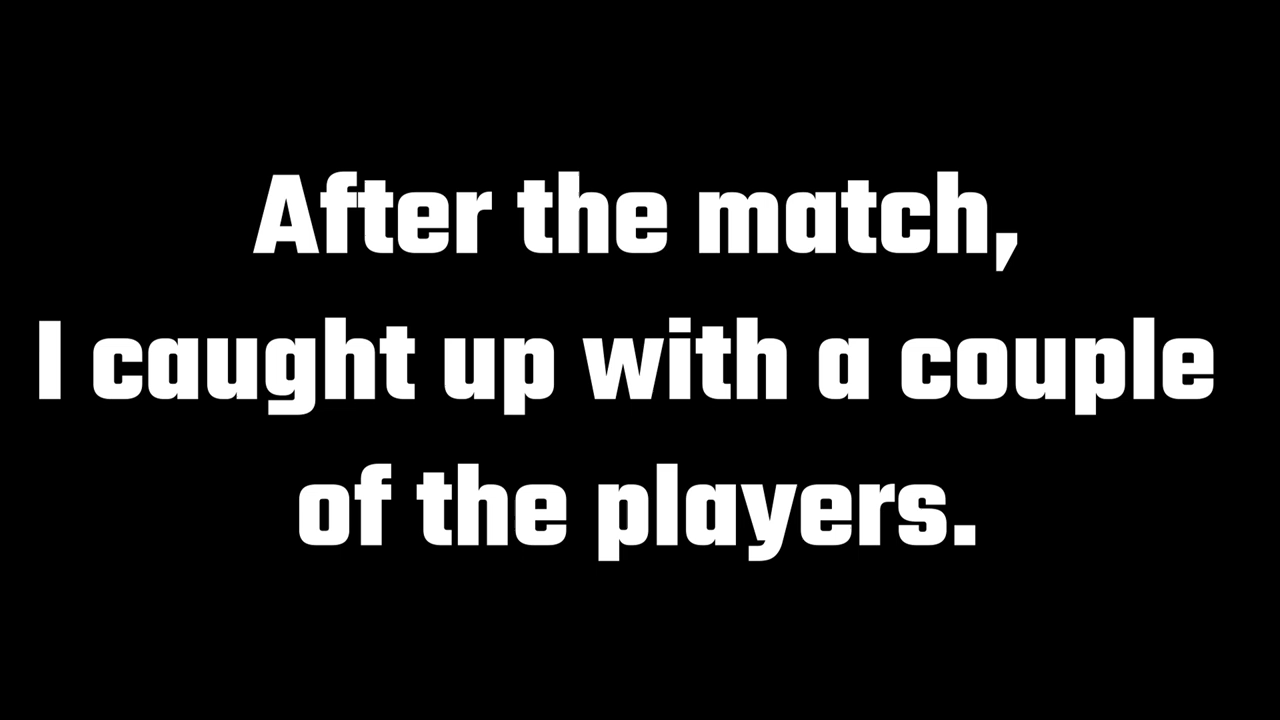 After the match,
I caught up with a couple
of the players.